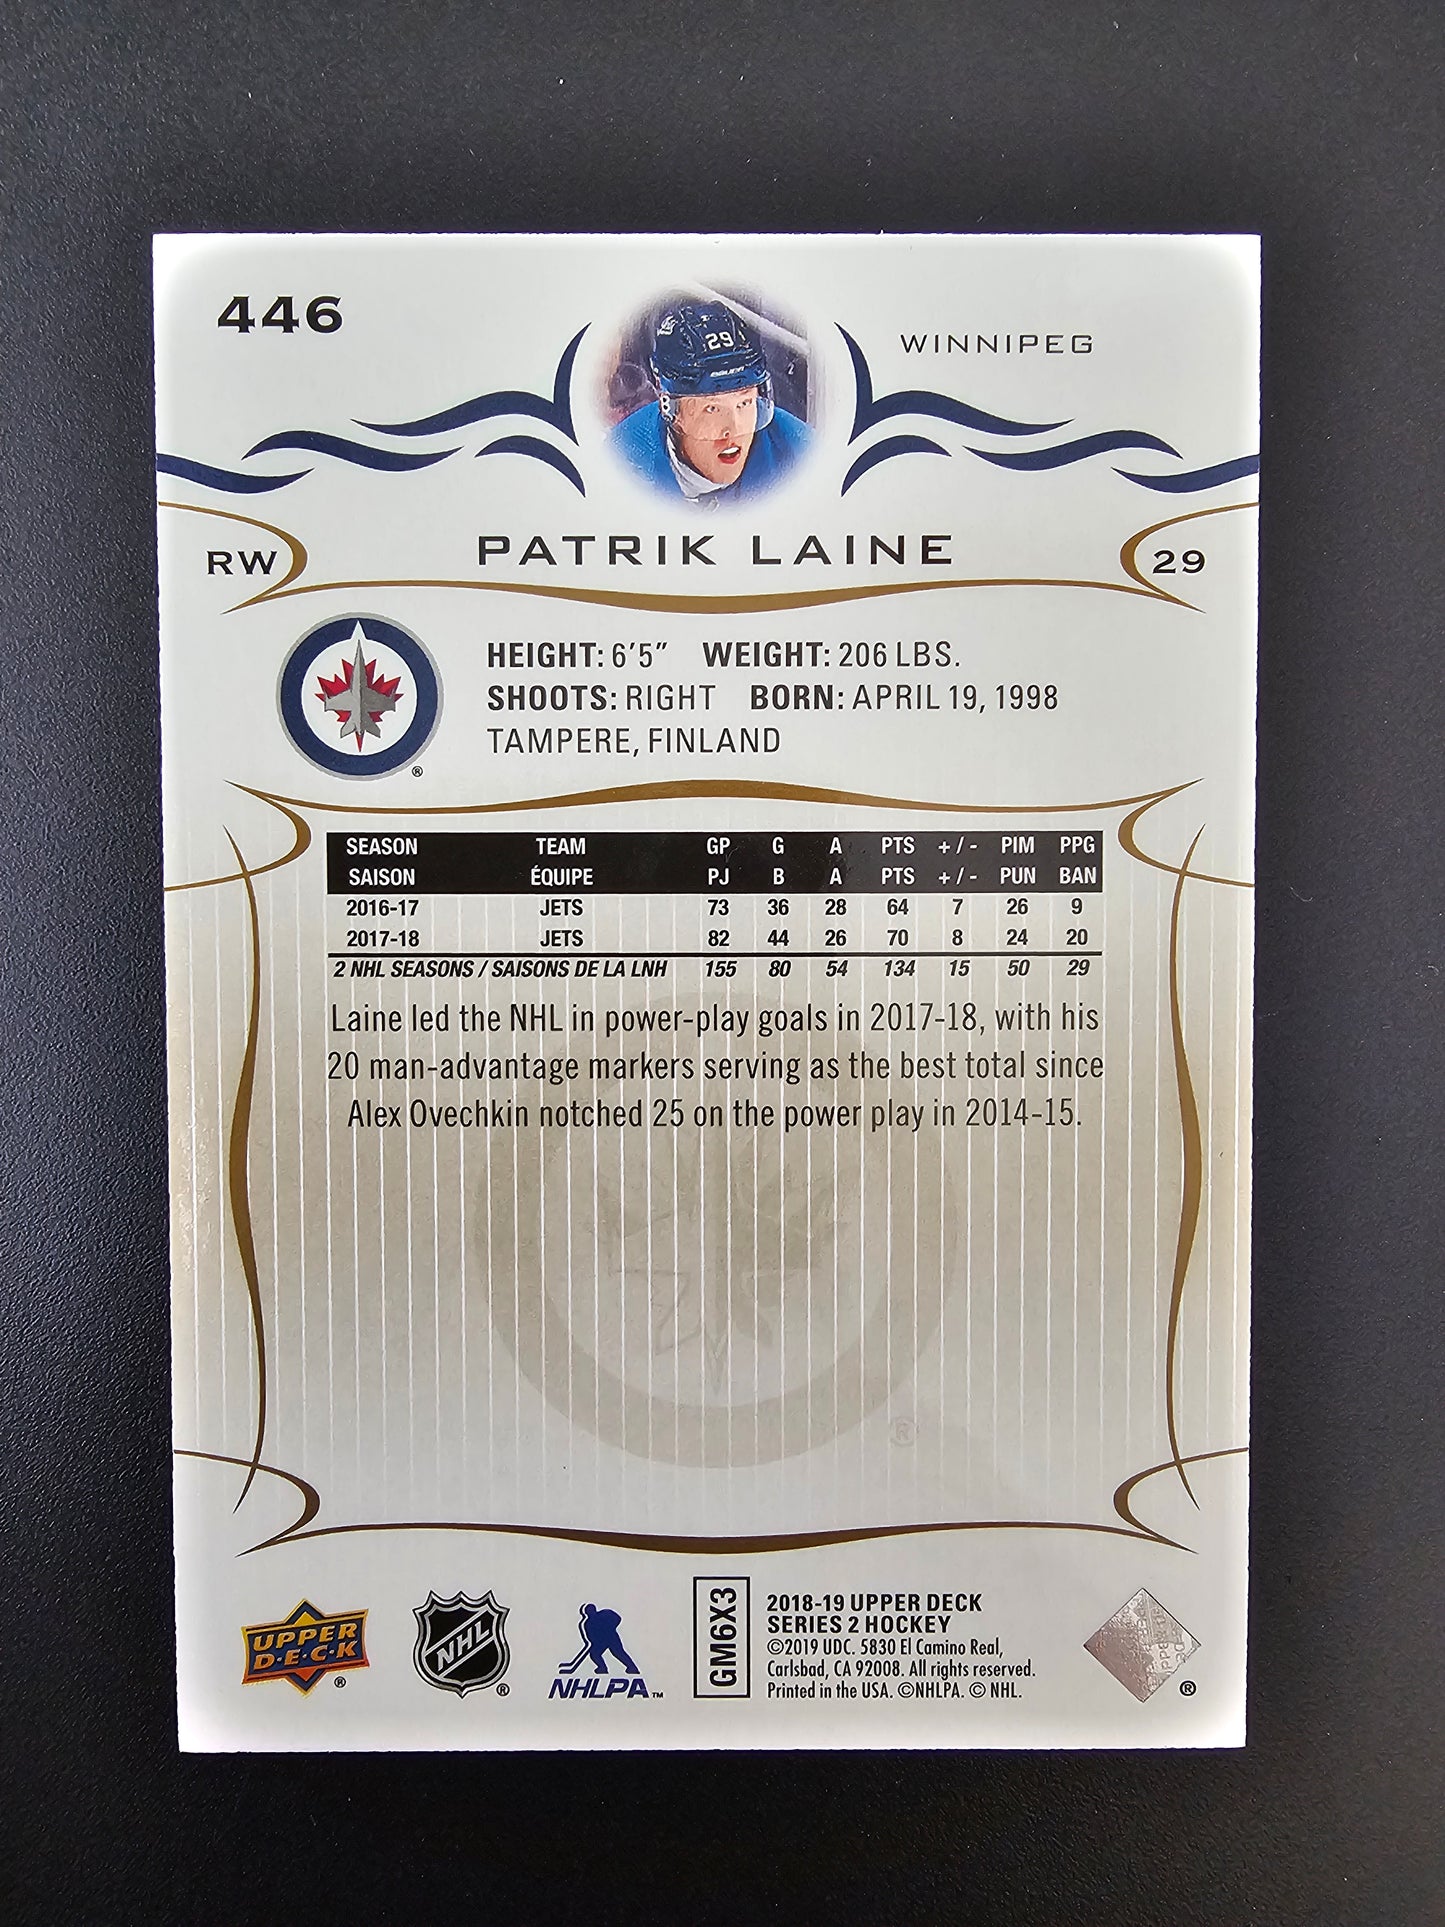 446
29
BAUER
WINNIPEG
RW
PATRIK LAINE
29
HEIGHT: 6'5" WEIGHT: 206 LBS.
SHOOTS: RIGHT BORN: APRIL 19, 1998
TAMPERE, FINLAND
®
SEASON TEAM GP G A PTS +/- PIM PPG
SAISON ÉQUIPE PJ B A PTS +/- PUN BAN
2016-17 JETS 73 36 28 64 7 26 9
2017-18 JETS 82 44 26 70 8 24 20
2 NHL SEASONS / SAISONS DE LA LNH 155 80 54 134 15 50 29
Laine led the NHL in power-play goals in 2017-18, with his
20 man-advantage markers serving as the best total since
Alex Ovechkin notched 25 on the power play in 2014-15.
®
UPPER
D·E·C·K
®
NHL
®
NHLPA™
GM6X3
2018-19 UPPER DECK
SERIES 2 HOCKEY
©2019 UDC. 5830 El Camino Real,
Carlsbad, CA 92008. All rights reserved.
Printed in the USA. ©NHLPA. © NHL.
®